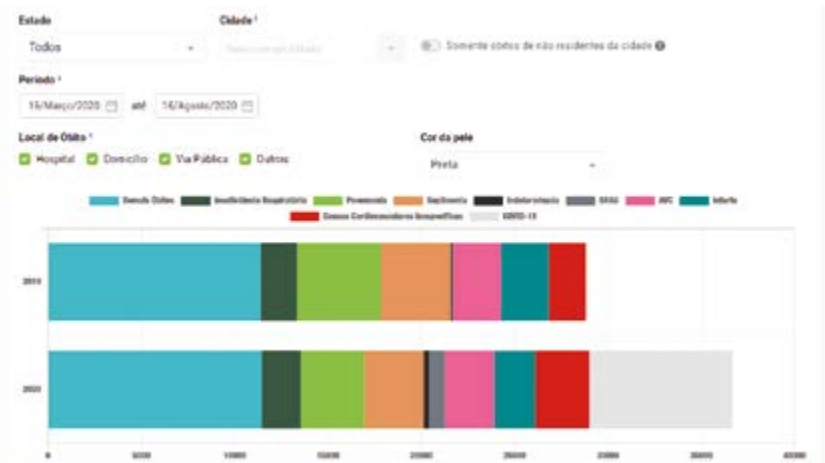 Estado Cidade *
Todos
Somente óbitos de não residentes da cidade
Período *
16/Março/2020 até 16/Agosto/2020
Local de Óbito * Cor da pele
Hospital Domicílio Via Pública Outros
Preta
Demais Óbitos Insuficiência Respiratória Pneumonia Septicemia Indeterminada SRAG AVC Infarto
Causas Cardiovasculares Inespecíficas COVID-19
2019
2020
0 5000 10000 15000 20000 25000 30000 35000 40000